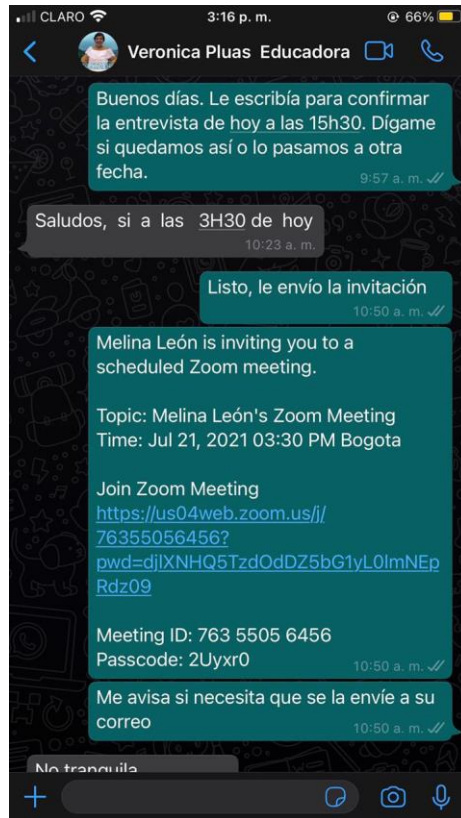 CLARO 3:16 p. m. 66%
Veronica Pluas Educadora
Buenos días. Le escribía para confirmar
la entrevista de hoy a las 15h30. Dígame
si quedamos así o lo pasamos a otra
fecha.
9:57 a. m.
Saludos, si a las 3H30 de hoy
10:23 a. m.
Listo, le envío la invitación
10:50 a. m.
Melina León is inviting you to a
scheduled Zoom meeting.
Topic: Melina León's Zoom Meeting
Time: Jul 21, 2021 03:30 PM Bogota
Join Zoom Meeting
https://us04web.zoom.us/j/
76355056456?
pwd=djlXNHQ5TzdOdDZ5bG1yL0lmNEp
Rdz09
Meeting ID: 763 5505 6456
Passcode: 2Uyxr0
10:50 a. m.
Me avisa si necesita que se la envíe a su
correo
10:50 a. m.
No tranquila